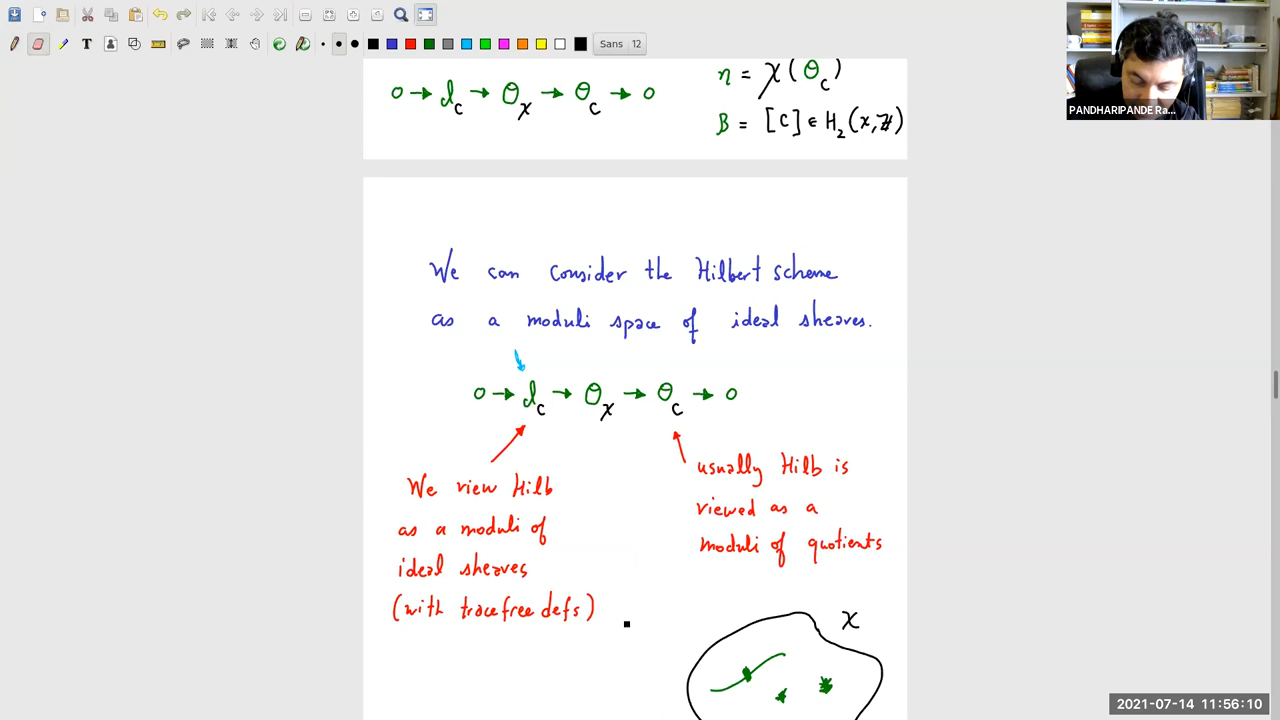 Sans 12
PANDHARIPANDE Ra...
0 → I_C → O_X → O_C → 0
η = χ(O_C)
β = [C] ∈ H_2(X, Z)
We can consider the Hilbert scheme
as a moduli space of ideal sheaves.
0 → I_C → O_X → O_C → 0
We view Hilb
as a moduli of
ideal sheaves
(with trace free defs)
usually Hilb is
viewed as a
moduli of quotients
X
2021-07-14 11:56:10